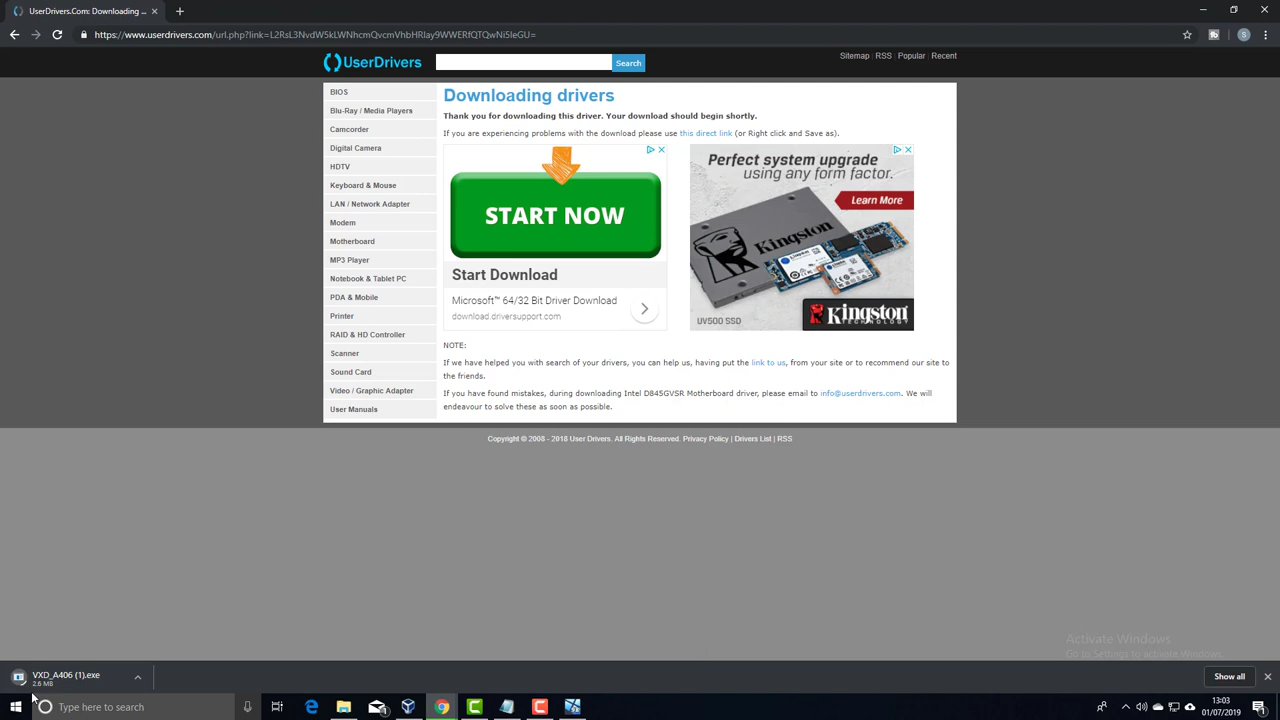 UserDrivers.Com: Downloading d...
https://www.userdrivers.com/url.php?link=L2RsL3NvdW5kLWNhcmQvcmVhbHRlay9WWERfQTQwNi5leGU=
S
UserDrivers
Search
Sitemap RSS Popular Recent
BIOS
Blu-Ray / Media Players
Camcorder
Digital Camera
HDTV
Keyboard & Mouse
LAN / Network Adapter
Modem
Motherboard
MP3 Player
Notebook & Tablet PC
PDA & Mobile
Printer
RAID & HD Controller
Scanner
Sound Card
Video / Graphic Adapter
User Manuals
Downloading drivers
Thank you for downloading this driver. Your download should begin shortly.
If you are experiencing problems with the download please use this direct link (or Right click and Save as).
START NOW
Start Download
Microsoft™ 64/32 Bit Driver Download
download.driversupport.com
Perfect system upgrade
using any form factor.
Learn More
Kingston
UV500 SSD
Kingston
TECHNOLOGY
NOTE:
If we have helped you with search of your drivers, you can help us, having put the link to us, from your site or to recommend our site to
the friends.
If you have found mistakes, during downloading Intel D845GVSR Motherboard driver, please email to info@userdrivers.com. We will
endeavour to solve these as soon as possible.
Copyright © 2008 - 2018 User Drivers. All Rights Reserved. Privacy Policy | Drivers List | RSS
Activate Windows
Go to Settings to activate Windows.
VXD_A406 (1).exe
2.6 MB
Show all
Type here to search
13:03
01/07/2019